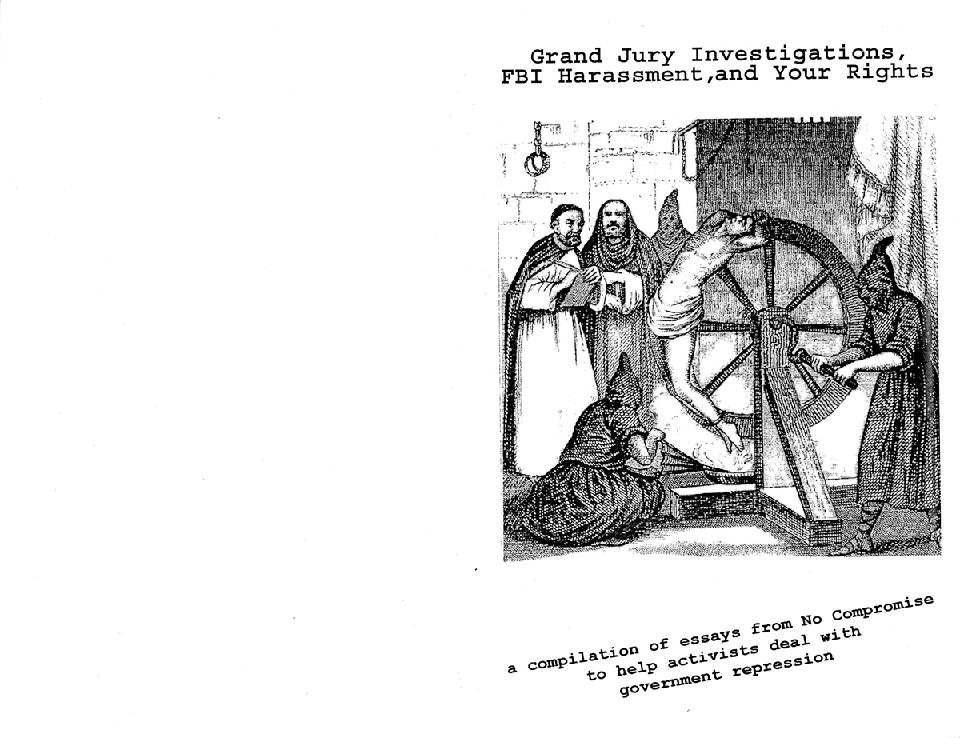 Grand Jury Investigations,
FBI Harassment,and Your Rights
a compilation of essays from No Compromise
to help activists deal with
government repression